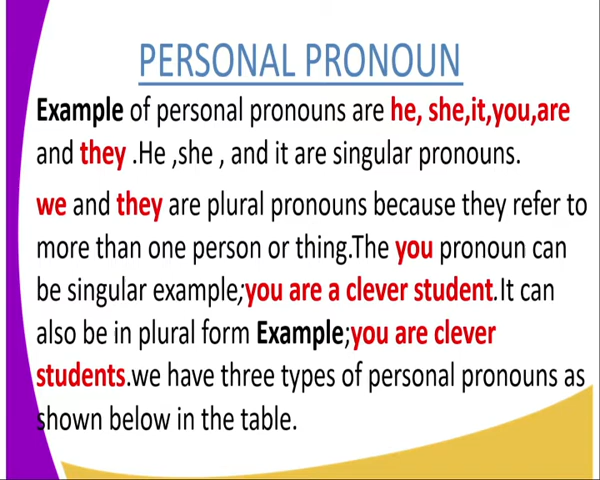 PERSONAL PRONOUN
Example of personal pronouns are he, she,it,you,are
and they .He ,she , and it are singular pronouns.
we and they are plural pronouns because they refer to
more than one person or thing.The you pronoun can
be singular example;you are a clever student.It can
also be in plural form Example;you are clever
students.we have three types of personal pronouns as
shown below in the table.